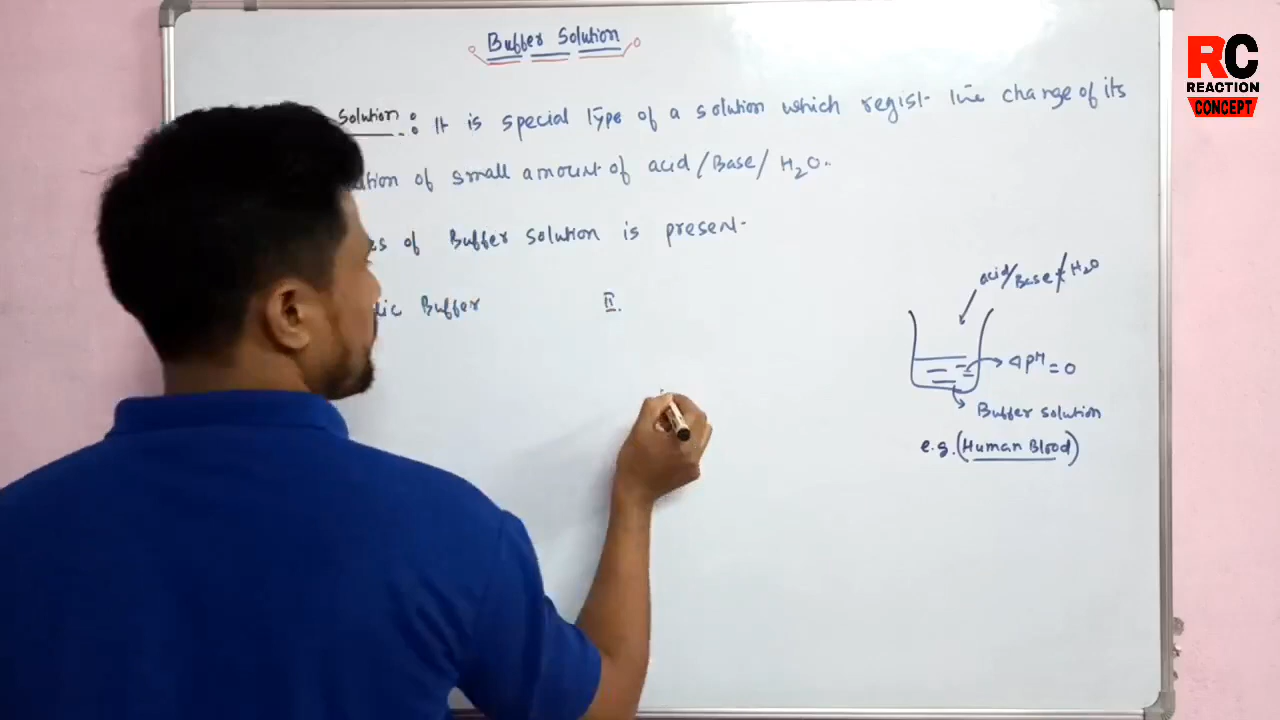 Buffer Solution
Solution : It is special Type of a solution which regist the change of its
of small amount of acid/Base/H2O.
of Buffer solution is present
Buffer II.
acid/Base/H2O
ΔpH = 0
Buffer solution
e.g. (Human Blood)
RC
REACTION
CONCEPT